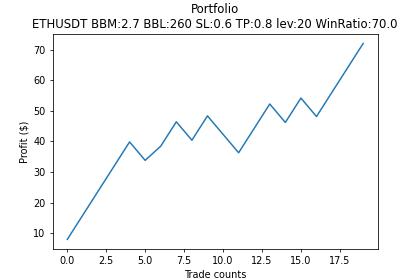 Portfolio
ETHUSDT BBM:2.7 BBL:260 SL:0.6 TP:0.8 lev:20 WinRatio:70.0
70
60
50
40
30
20
10
Profit ($)
0.0 2.5 5.0 7.5 10.0 12.5 15.0 17.5
Trade counts